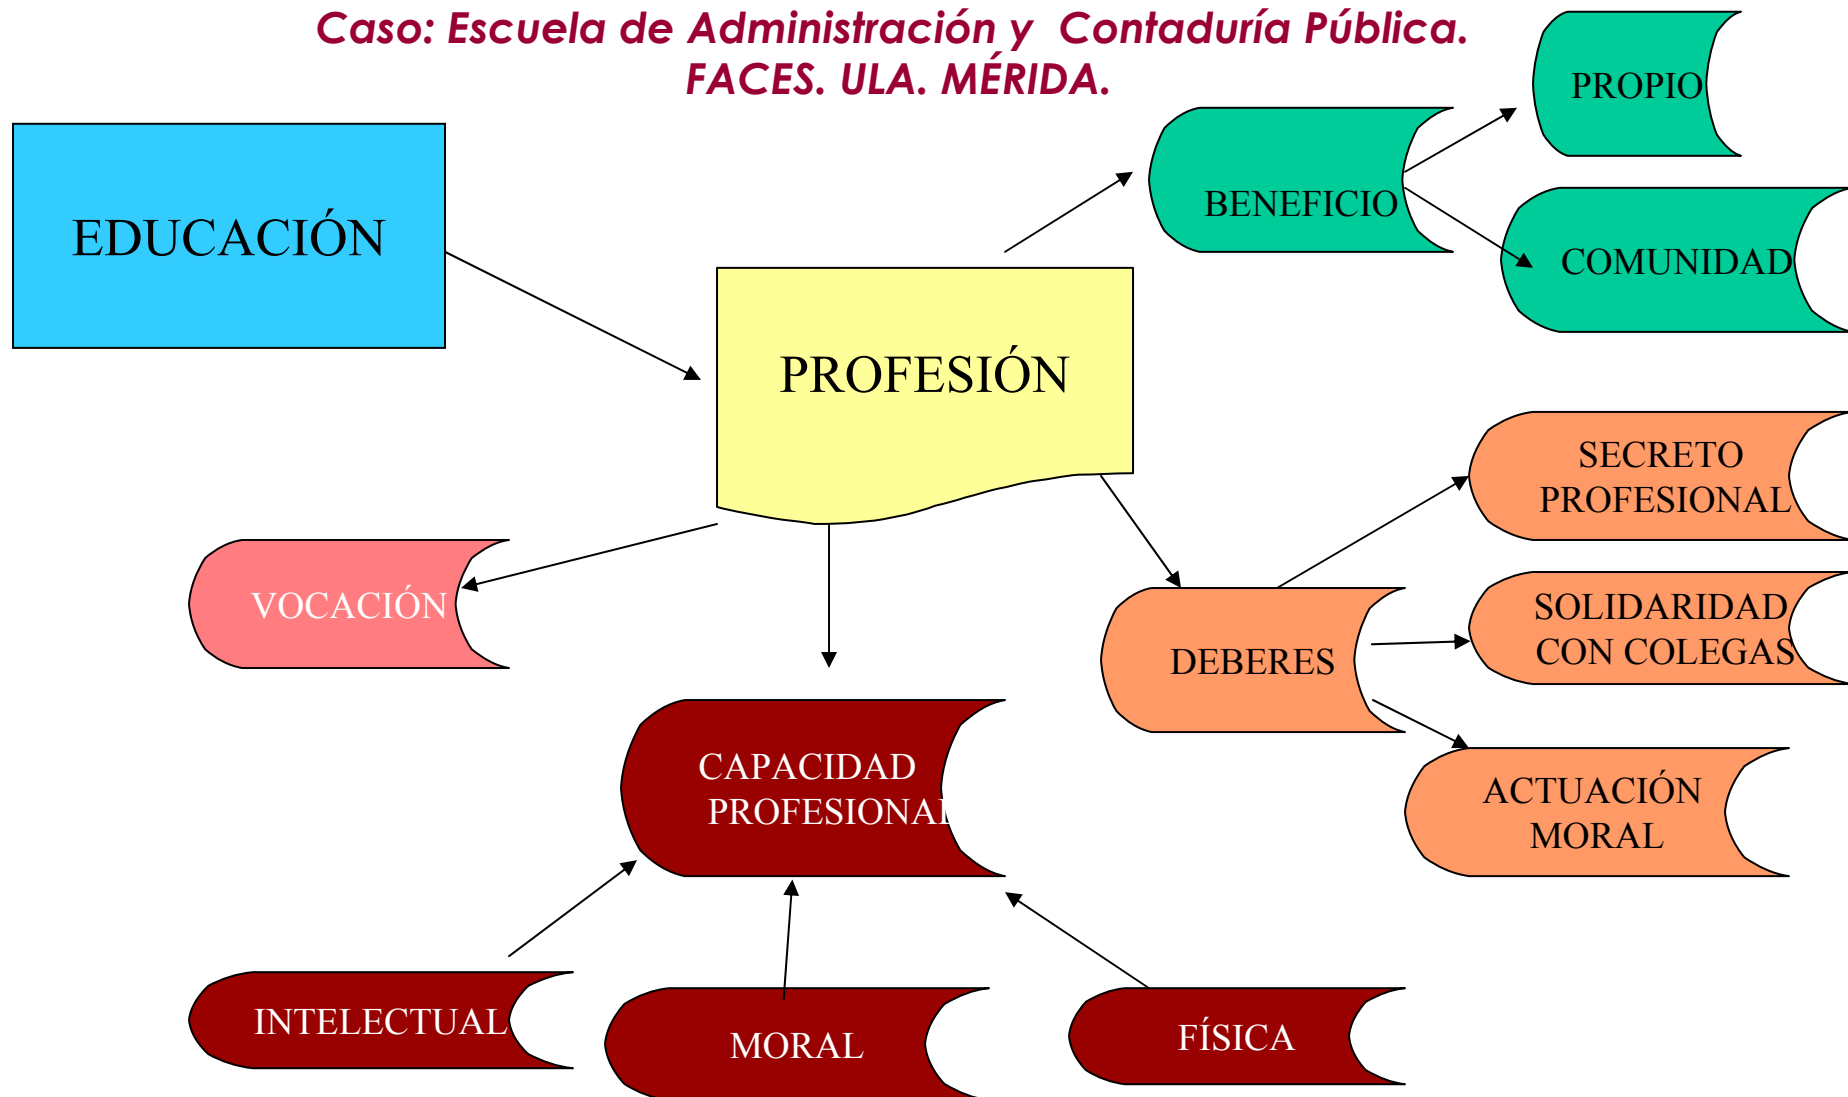 Caso: Escuela de Administración y Contaduría Pública.
FACES. ULA. MÉRIDA.
PROPIO
BENEFICIO
COMUNIDAD
EDUCACIÓN
PROFESIÓN
SECRETO
PROFESIONAL
SOLIDARIDAD
CON COLEGAS
VOCACIÓN
DEBERES
ACTUACIÓN
MORAL
CAPACIDAD
PROFESIONAL
INTELECTUAL
MORAL
FÍSICA